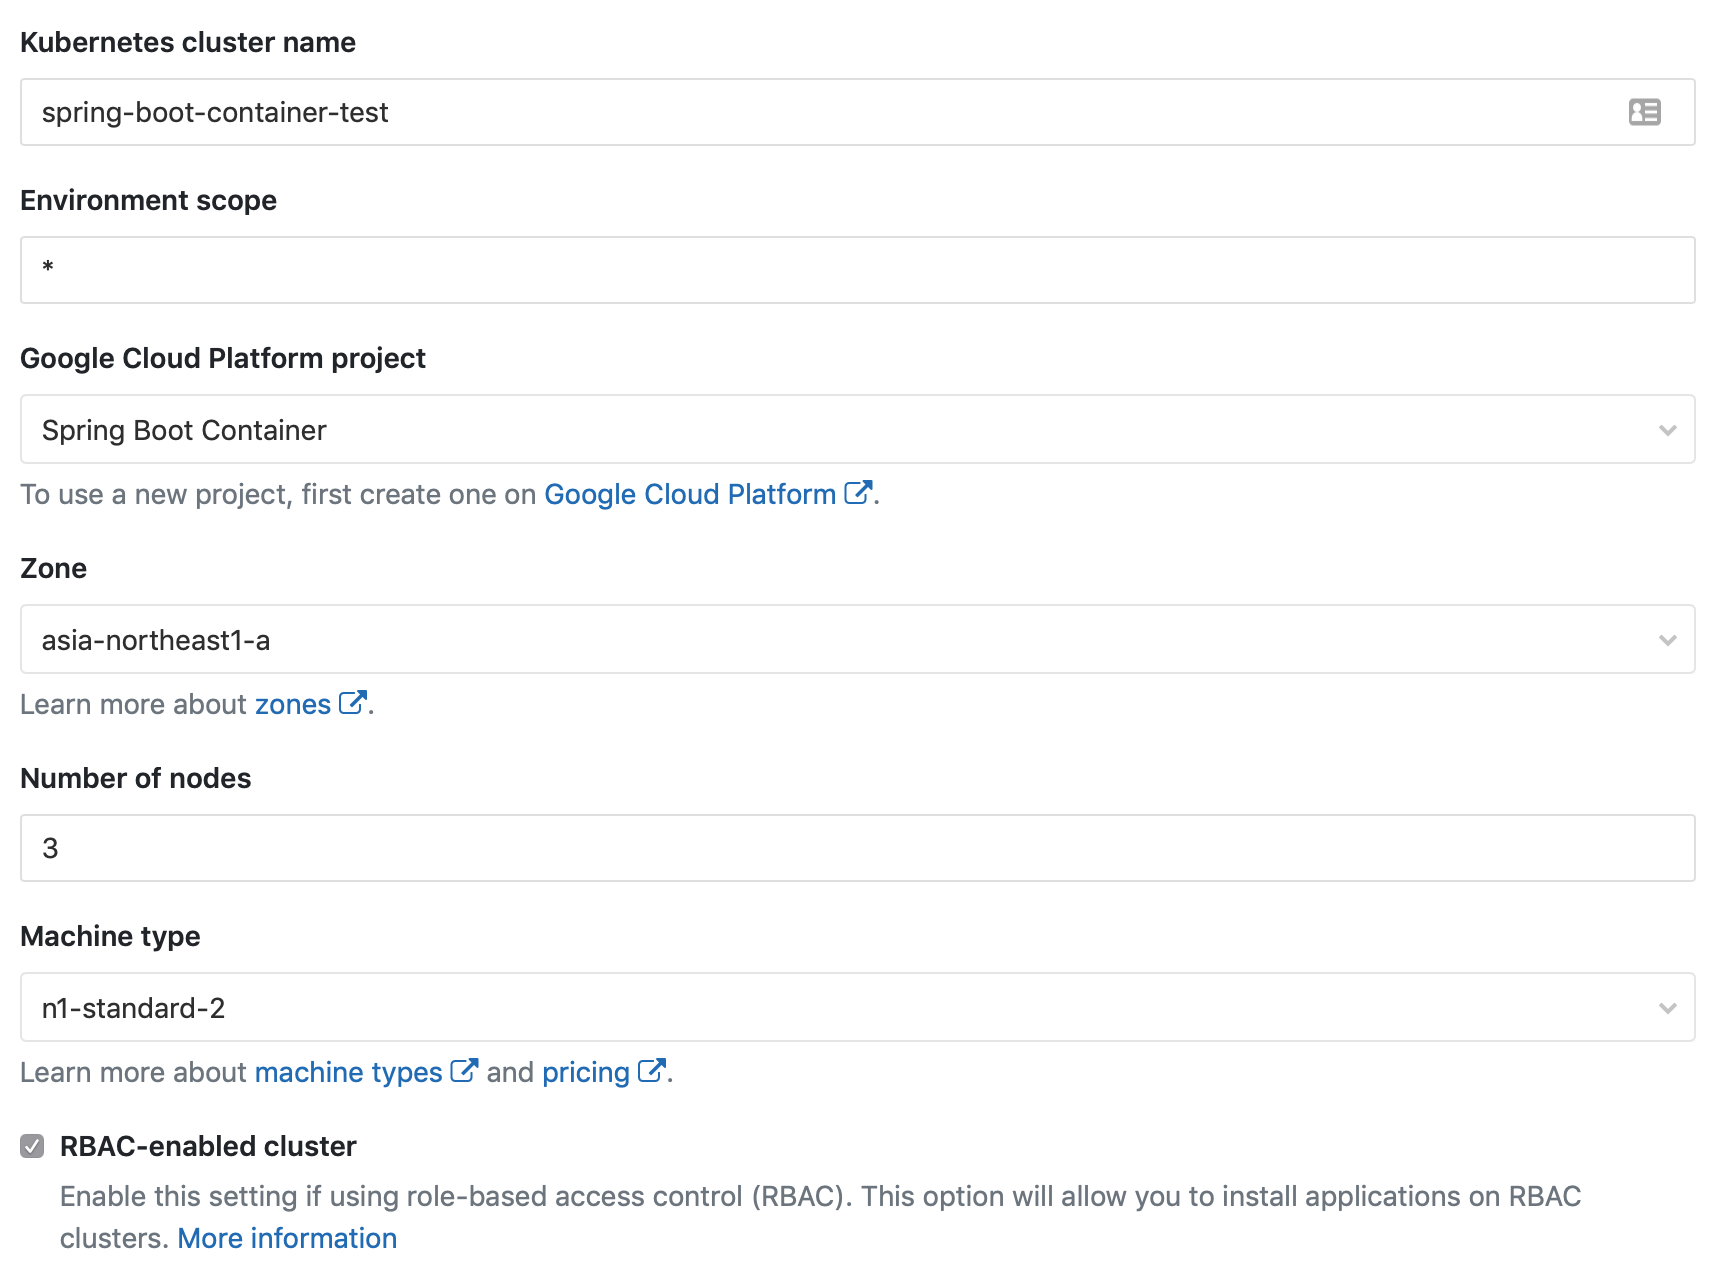 Kubernetes cluster name
spring-boot-container-test
Environment scope
*
Google Cloud Platform project
Spring Boot Container
To use a new project, first create one on Google Cloud Platform.
Zone
asia-northeast1-a
Learn more about zones.
Number of nodes
3
Machine type
n1-standard-2
Learn more about machine types and pricing.
RBAC-enabled cluster
Enable this setting if using role-based access control (RBAC). This option will allow you to install applications on RBAC
clusters. More information